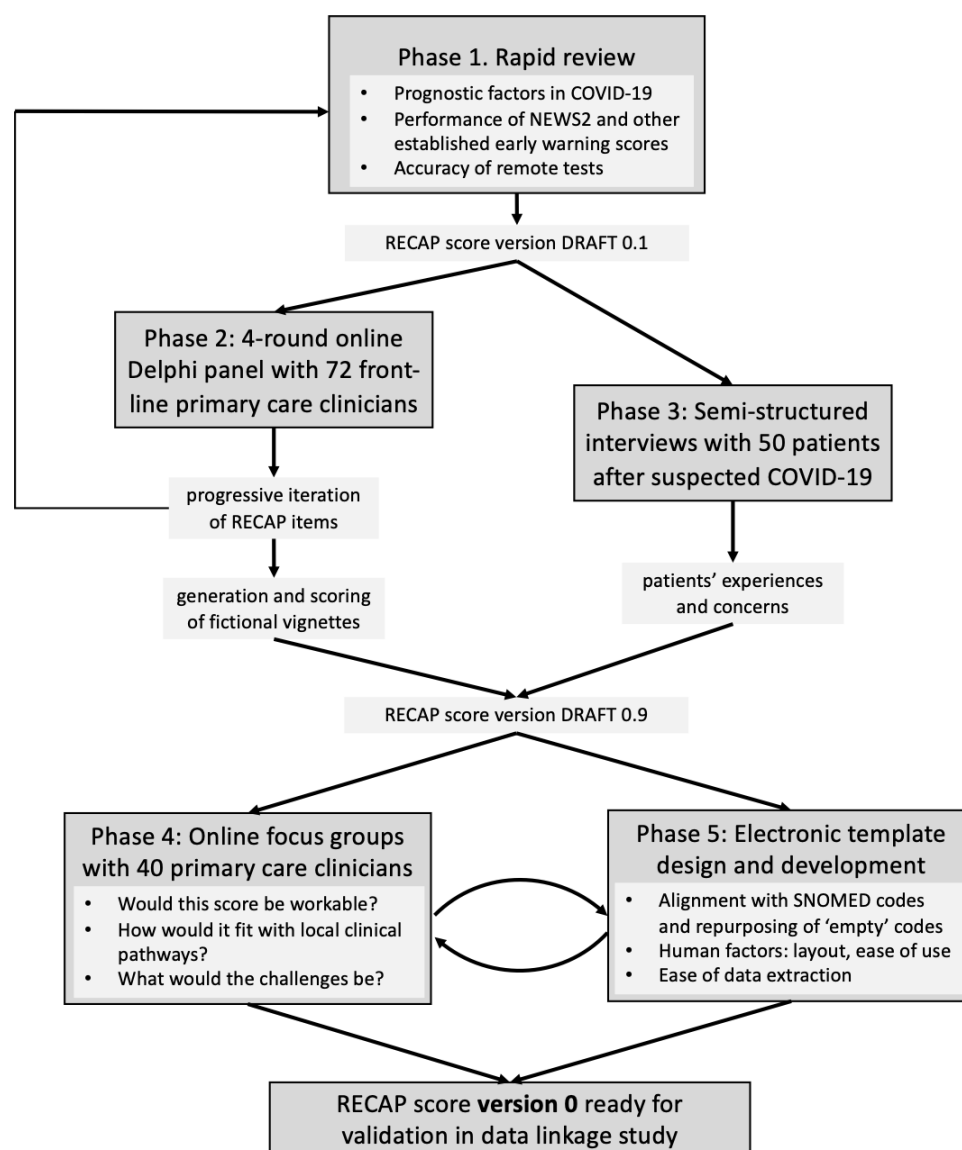 Phase 1. Rapid review
• Prognostic factors in COVID-19
• Performance of NEWS2 and other
established early warning scores
• Accuracy of remote tests
RECAP score version DRAFT 0.1
Phase 2: 4-round online
Delphi panel with 72 front-
line primary care clinicians
Phase 3: Semi-structured
interviews with 50 patients
after suspected COVID-19
progressive iteration
of RECAP items
generation and scoring
of fictional vignettes
patients’ experiences
and concerns
RECAP score version DRAFT 0.9
Phase 4: Online focus groups
with 40 primary care clinicians
• Would this score be workable?
• How would it fit with local clinical
pathways?
• What would the challenges be?
Phase 5: Electronic template
design and development
• Alignment with SNOMED codes
and repurposing of ‘empty’ codes
• Human factors: layout, ease of use
• Ease of data extraction
RECAP score version 0 ready for
validation in data linkage study